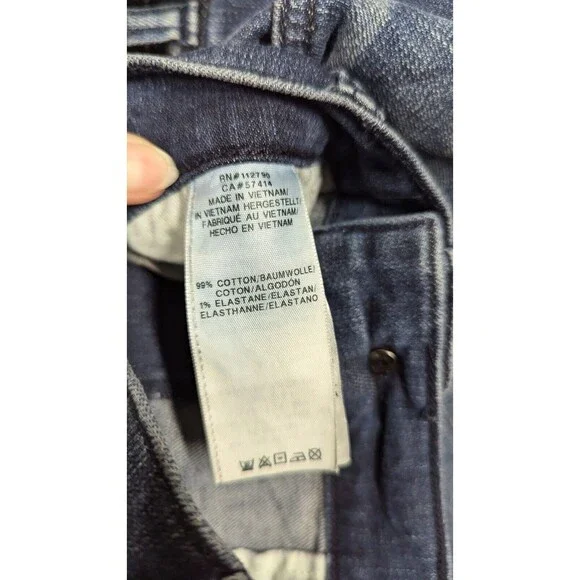 RN#112790
CA#57414
MADE IN VIETNAM/
IN VIETNAM HERGESTELLT/
FABRIQUÉ AU VIETNAM/
HECHO EN VIETNAM
99% COTTON/BAUMWOLLE/
COTON/ALGODÓN
1% ELASTANE/ELASTAN/
ELASTHANNE/ELASTANO